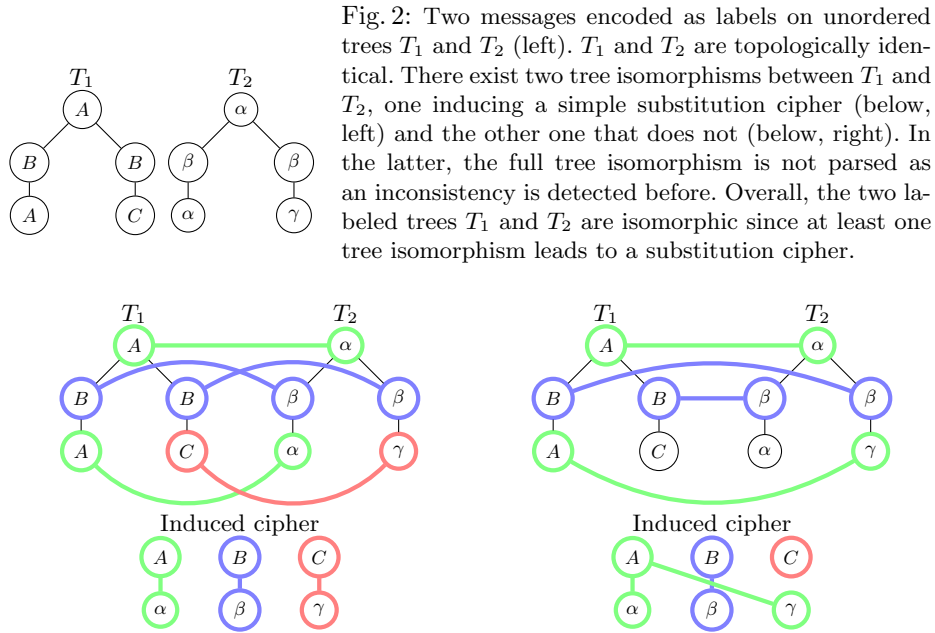 Fig. 2: Two messages encoded as labels on unordered
trees T₁ and T₂ (left). T₁ and T₂ are topologically iden-
tical. There exist two tree isomorphisms between T₁ and
T₂, one inducing a simple substitution cipher (below,
left) and the other one that does not (below, right). In
the latter, the full tree isomorphism is not parsed as
an inconsistency is detected before. Overall, the two la-
beled trees T₁ and T₂ are isomorphic since at least one
tree isomorphism leads to a substitution cipher.
T₁ T₂
A α
B B β β
A C α γ
T₁ T₂
A α
B B β β
A C α γ
Induced cipher
A B C
α β γ
T₁ T₂
A α
B B β β
A C α γ
Induced cipher
A B C
α β γ